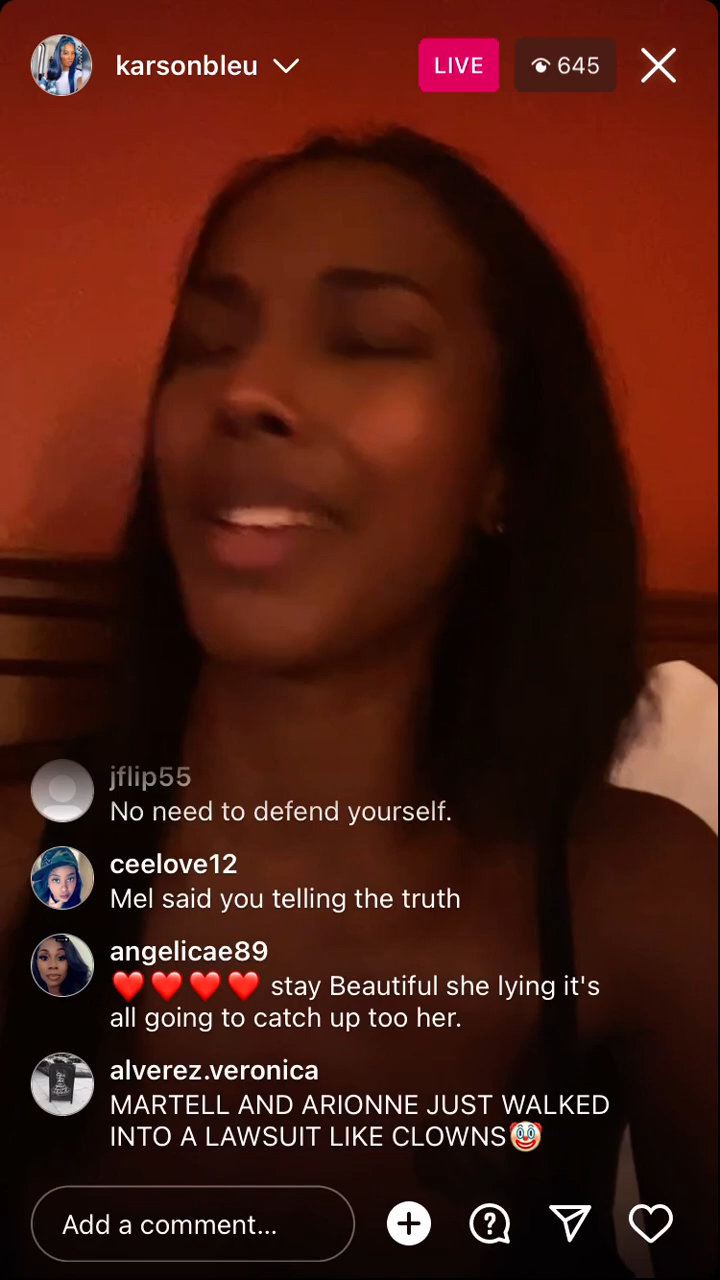 karsonbleu
LIVE
645
jflip55
No need to defend yourself.
ceelove12
Mel said you telling the truth
angelicae89
❤️❤️❤️❤️ stay Beautiful she lying it's
all going to catch up too her.
alverez.veronica
MARTELL AND ARIONNE JUST WALKED
INTO A LAWSUIT LIKE CLOWNS🤡
Add a comment...